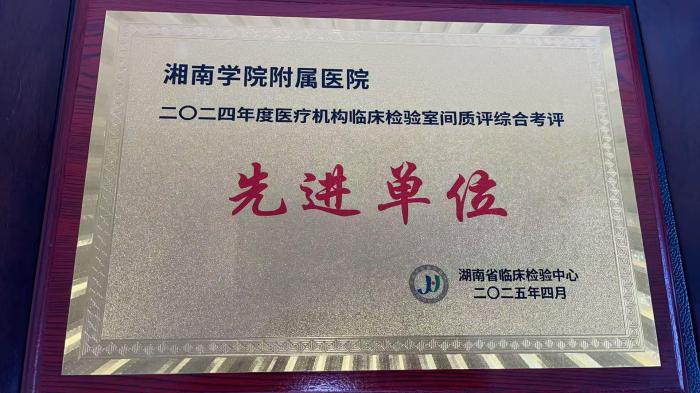 湘南学院附属医院
二〇二四年度医疗机构临床检验室间质评综合考评
先进单位
湖南省临床检验中心
二〇二五年四月